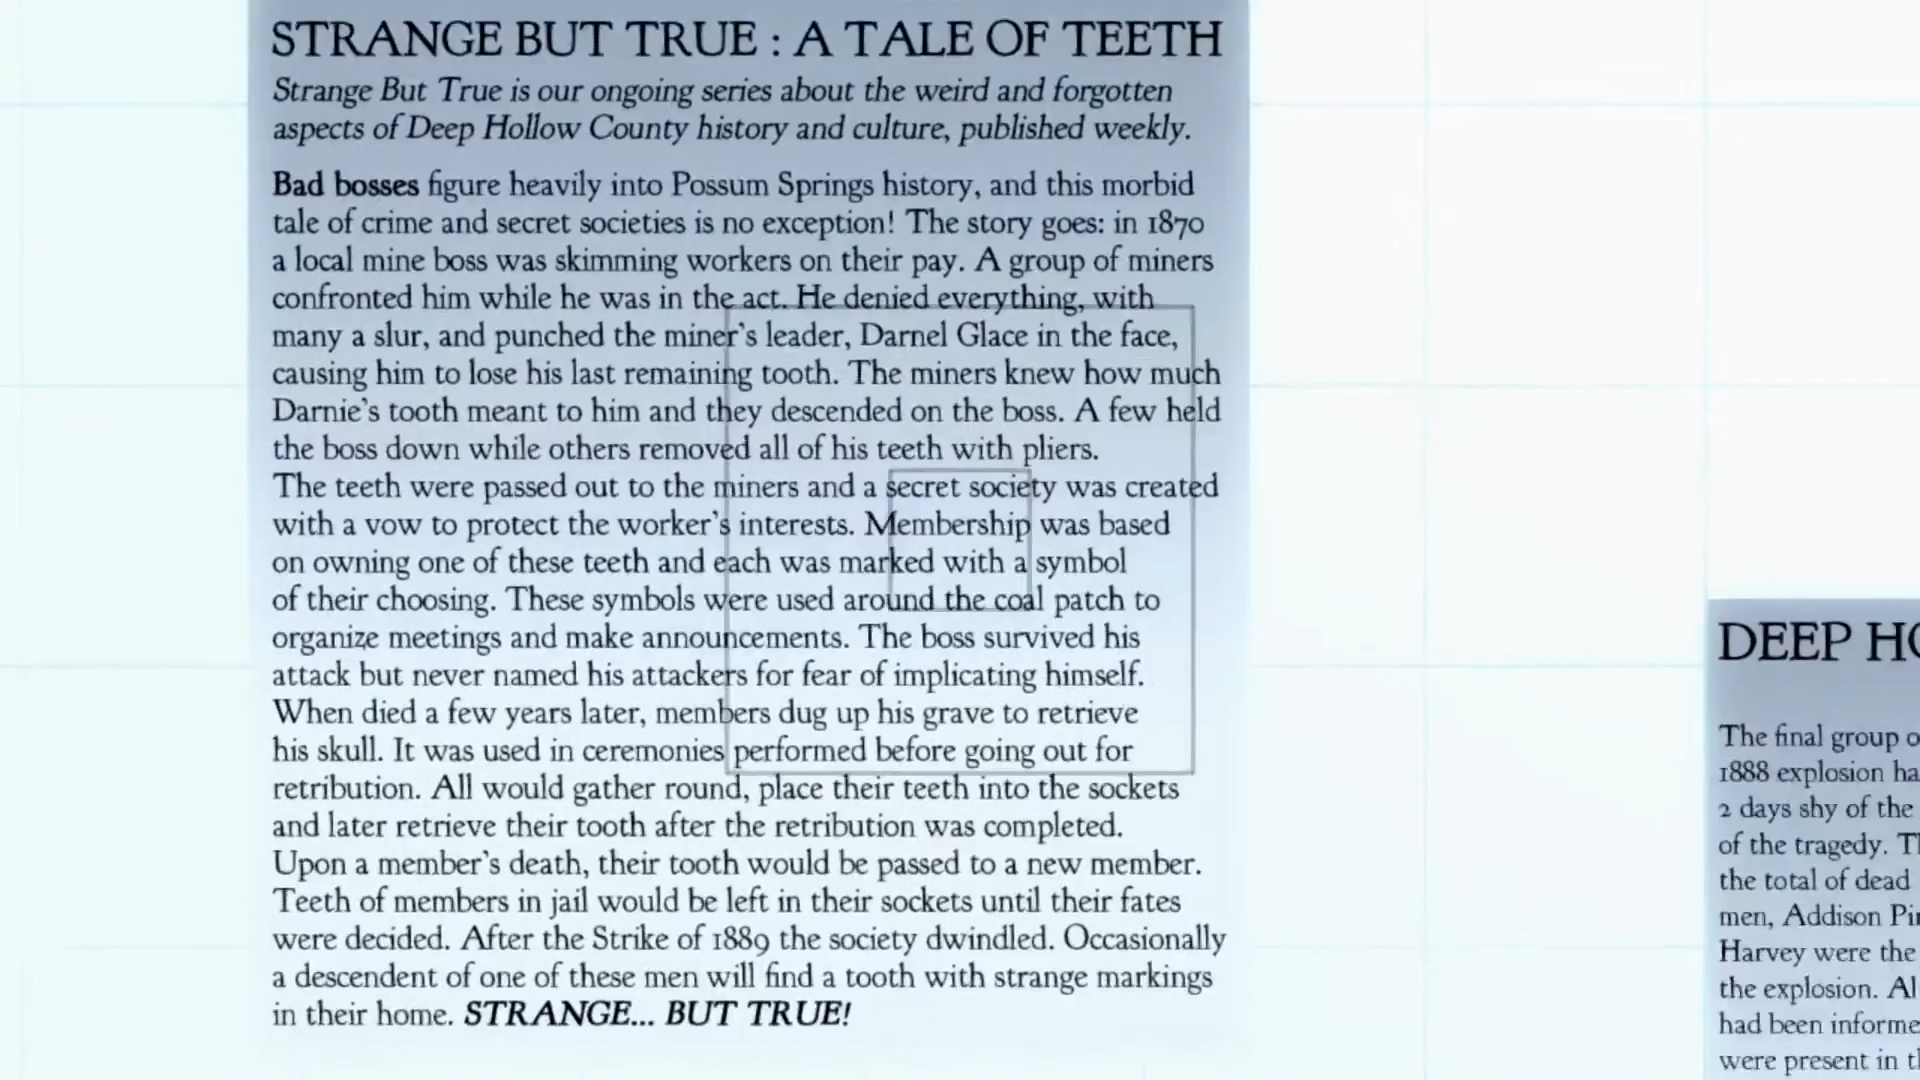 STRANGE BUT TRUE : A TALE OF TEETH
Strange But True is our ongoing series about the weird and forgotten
aspects of Deep Hollow County history and culture, published weekly.
Bad bosses figure heavily into Possum Springs history, and this morbid
tale of crime and secret societies is no exception! The story goes: in 1870
a local mine boss was skimming workers on their pay. A group of miners
confronted him while he was in the act. He denied everything, with
many a slur, and punched the miner's leader, Darnel Glace in the face,
causing him to lose his last remaining tooth. The miners knew how much
Darnie's tooth meant to him and they descended on the boss. A few held
the boss down while others removed all of his teeth with pliers.
The teeth were passed out to the miners and a secret society was created
with a vow to protect the worker's interests. Membership was based
on owning one of these teeth and each was marked with a symbol
of their choosing. These symbols were used around the coal patch to
organize meetings and make announcements. The boss survived his
attack but never named his attackers for fear of implicating himself.
When died a few years later, members dug up his grave to retrieve
his skull. It was used in ceremonies performed before going out for
retribution. All would gather round, place their teeth into the sockets
and later retrieve their tooth after the retribution was completed.
Upon a member's death, their tooth would be passed to a new member.
Teeth of members in jail would be left in their sockets until their fates
were decided. After the Strike of 1889 the society dwindled. Occasionally
a descendent of one of these men will find a tooth with strange markings
in their home. STRANGE... BUT TRUE!
DEEP
The final group
1888 explosion
2 days shy of the
of the tragedy.
the total of dead
men, Addison
Harvey were the
the explosion.
had been
were present in